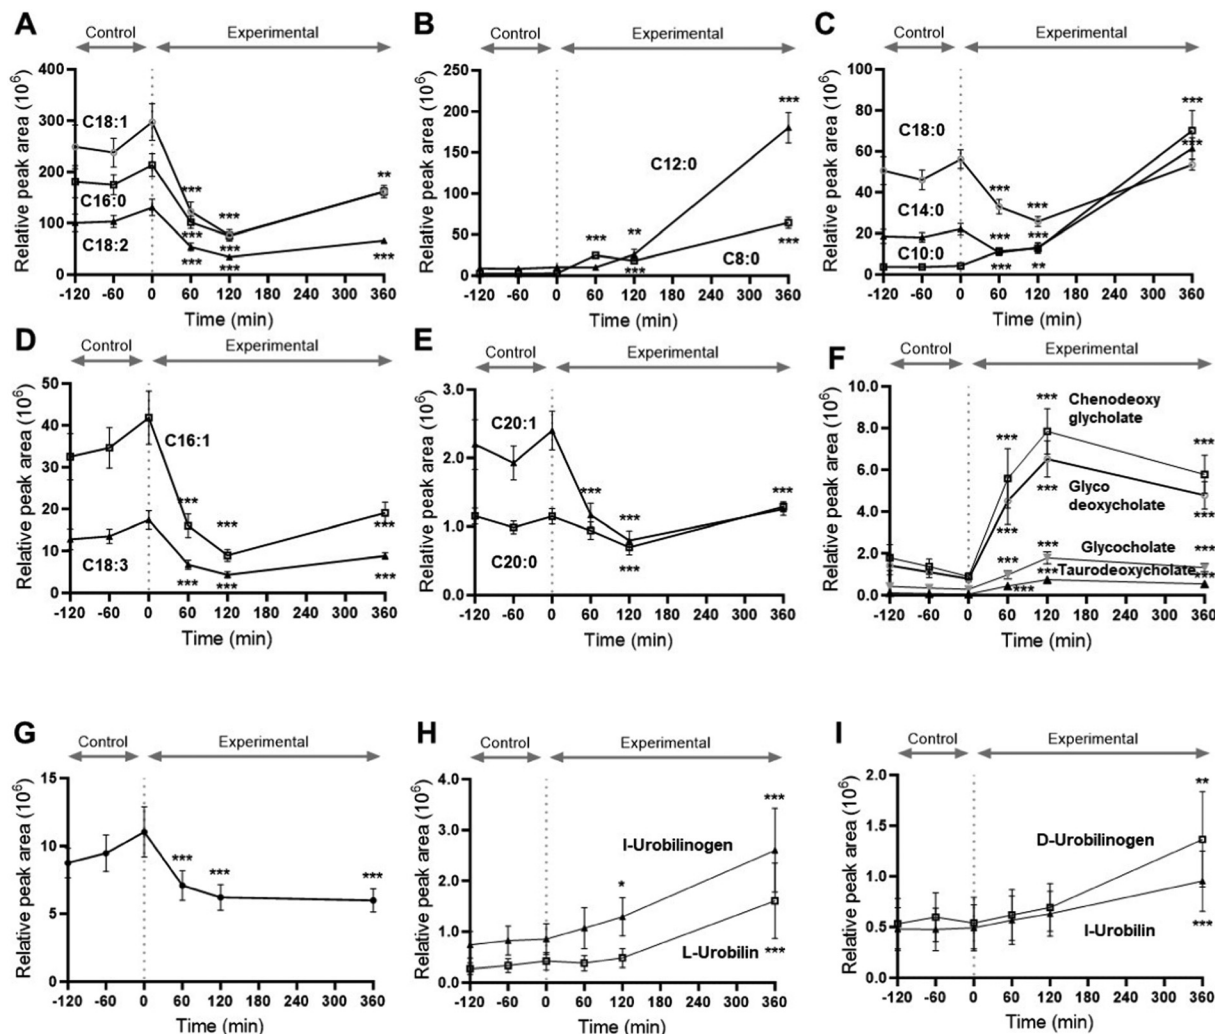 A
Control
Experimental
Relative peak area (10⁶)
400
300
200
100
0
C18:1
C16:0
C18:2
***
***
***
***
***
**
***
-120 -60 0 60 120 180 240 300 360
Time (min)
B
Control
Experimental
Relative peak area (10⁶)
250
200
150
100
50
0
C12:0
C8:0
***
**
***
***
***
-120 -60 0 60 120 180 240 300 360
Time (min)
C
Control
Experimental
Relative peak area (10⁶)
100
80
60
40
20
0
C18:0
C14:0
C10:0
***
***
***
***
**
***
***
-120 -60 0 60 120 180 240 300 360
Time (min)
D
Control
Experimental
Relative peak area (10⁶)
50
40
30
20
10
0
C16:1
C18:3
***
***
***
***
***
***
-120 -60 0 60 120 180 240 300 360
Time (min)
E
Control
Experimental
Relative peak area (10⁶)
3.0
2.0
1.0
0.0
C20:1
C20:0
***
***
***
***
-120 -60 0 60 120 180 240 300 360
Time (min)
F
Control
Experimental
Relative peak area (10⁶)
10.0
8.0
6.0
4.0
2.0
0.0
Chenodeoxy
glycholate
Glyco
deoxycholate
Glycocholate
Taurodeoxycholate
***
***
***
***
***
***
***
***
***
***
***
***
-120 -60 0 60 120 180 240 300 360
Time (min)
G
Control
Experimental
Relative peak area (10⁶)
15
10
5
0
***
***
***
-120 -60 0 60 120 180 240 300 360
Time (min)
H
Control
Experimental
Relative peak area (10⁶)
4.0
3.0
2.0
1.0
0.0
I-Urobilinogen
L-Urobilin
*
***
***
-120 -60 0 60 120 180 240 300 360
Time (min)
I
Control
Experimental
Relative peak area (10⁶)
2.0
1.5
1.0
0.5
0.0
D-Urobilinogen
I-Urobilin
**
***
-120 -60 0 60 120 180 240 300 360
Time (min)